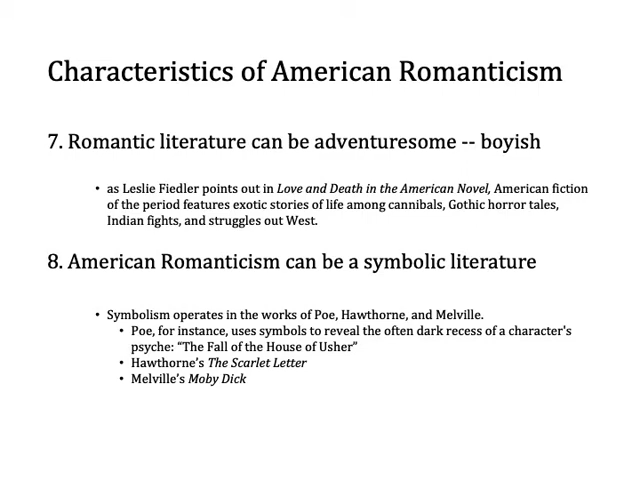 Characteristics of American Romanticism
7. Romantic literature can be adventuresome -- boyish
• as Leslie Fiedler points out in Love and Death in the American Novel, American fiction
of the period features exotic stories of life among cannibals, Gothic horror tales,
Indian fights, and struggles out West.
8. American Romanticism can be a symbolic literature
• Symbolism operates in the works of Poe, Hawthorne, and Melville.
• Poe, for instance, uses symbols to reveal the often dark recess of a character's
psyche: “The Fall of the House of Usher”
• Hawthorne’s The Scarlet Letter
• Melville’s Moby Dick